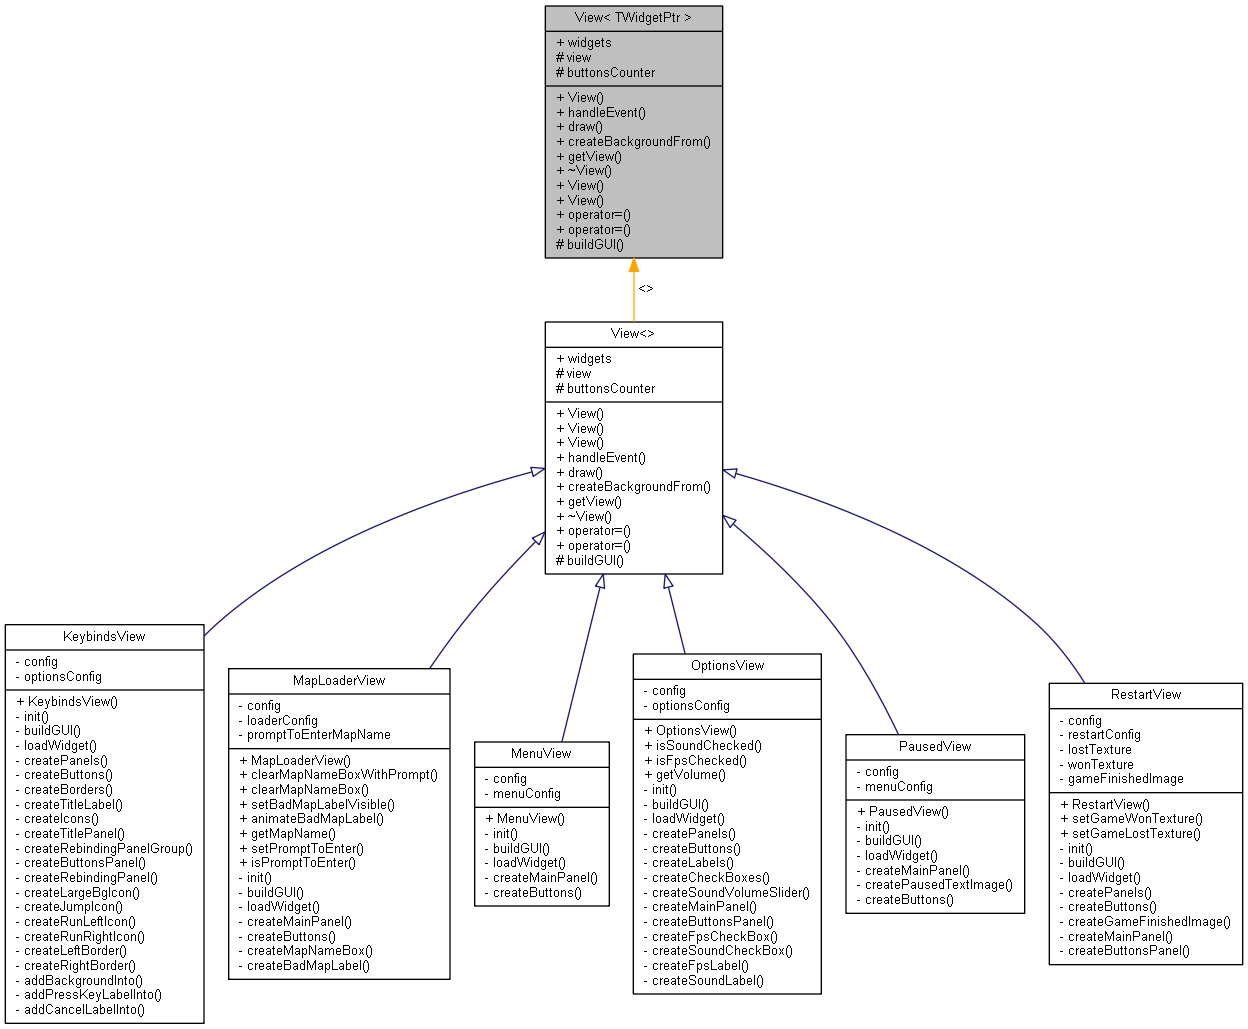 View< TWidgetPtr >
+ widgets
# view
# buttonsCounter
+ View()
+ handleEvent()
+ draw()
+ createBackgroundFrom()
+ getView()
+ ~View()
+ View()
+ View()
+ operator=()
+ operator=()
# buildGUI()
<>
View<>
+ widgets
# view
# buttonsCounter
+ View()
+ View()
+ View()
+ handleEvent()
+ draw()
+ createBackgroundFrom()
+ getView()
+ ~View()
+ operator=()
+ operator=()
# buildGUI()
KeybindsView
- config
- optionsConfig
+ KeybindsView()
- init()
- buildGUI()
- loadWidget()
- createPanels()
- createButtons()
- createBorders()
- createTitleLabel()
- createIcons()
- createTitlePanel()
- createRebindingPanelGroup()
- createButtonsPanel()
- createRebindingPanel()
- createLargeBgIcon()
- createJumpIcon()
- createRunLeftIcon()
- createRunRightIcon()
- createLeftBorder()
- createRightBorder()
- addBackgroundInto()
- addPressKeyLabelInto()
- addCancelLabelInto()
MapLoaderView
- config
- loaderConfig
- promptToEnterMapName
+ MapLoaderView()
+ clearMapNameBoxWithPrompt()
+ clearMapNameBox()
+ setBadMapLabelVisible()
+ animateBadMapLabel()
+ getMapName()
+ setPromptToEnter()
+ isPromptToEnter()
- init()
- buildGUI()
- loadWidget()
- createMainPanel()
- createButtons()
- createMapNameBox()
- createBadMapLabel()
MenuView
- config
- menuConfig
+ MenuView()
- init()
- buildGUI()
- loadWidget()
- createMainPanel()
- createButtons()
OptionsView
- config
- optionsConfig
+ OptionsView()
+ isSoundChecked()
+ isFpsChecked()
+ getVolume()
- init()
- buildGUI()
- loadWidget()
- createPanels()
- createButtons()
- createLabels()
- createCheckBoxes()
- createSoundVolumeSlider()
- createMainPanel()
- createButtonsPanel()
- createFpsCheckBox()
- createSoundCheckBox()
- createFpsLabel()
- createSoundLabel()
PausedView
- config
- menuConfig
+ PausedView()
- init()
- buildGUI()
- loadWidget()
- createMainPanel()
- createPausedTextImage()
- createButtons()
RestartView
- config
- restartConfig
- lostTexture
- wonTexture
- gameFinishedImage
+ RestartView()
+ setGameWonTexture()
+ setGameLostTexture()
- init()
- buildGUI()
- loadWidget()
- createPanels()
- createButtons()
- createGameFinishedImage()
- createMainPanel()
- createButtonsPanel()